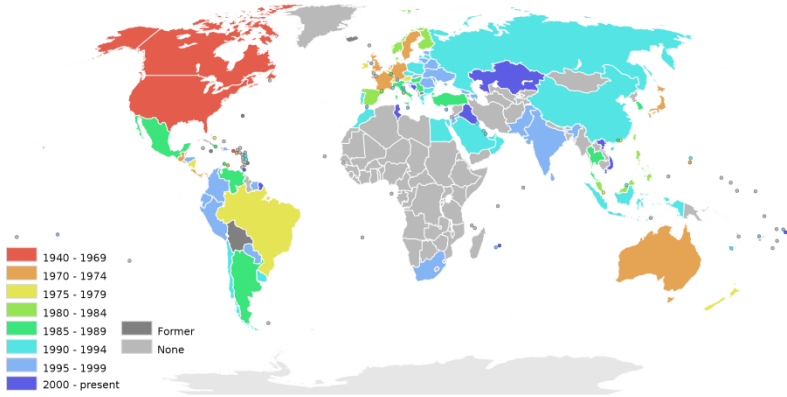 1940 - 1969
1970 - 1974
1975 - 1979
1980 - 1984
1985 - 1989
1990 - 1994
1995 - 1999
2000 - present
Former
None